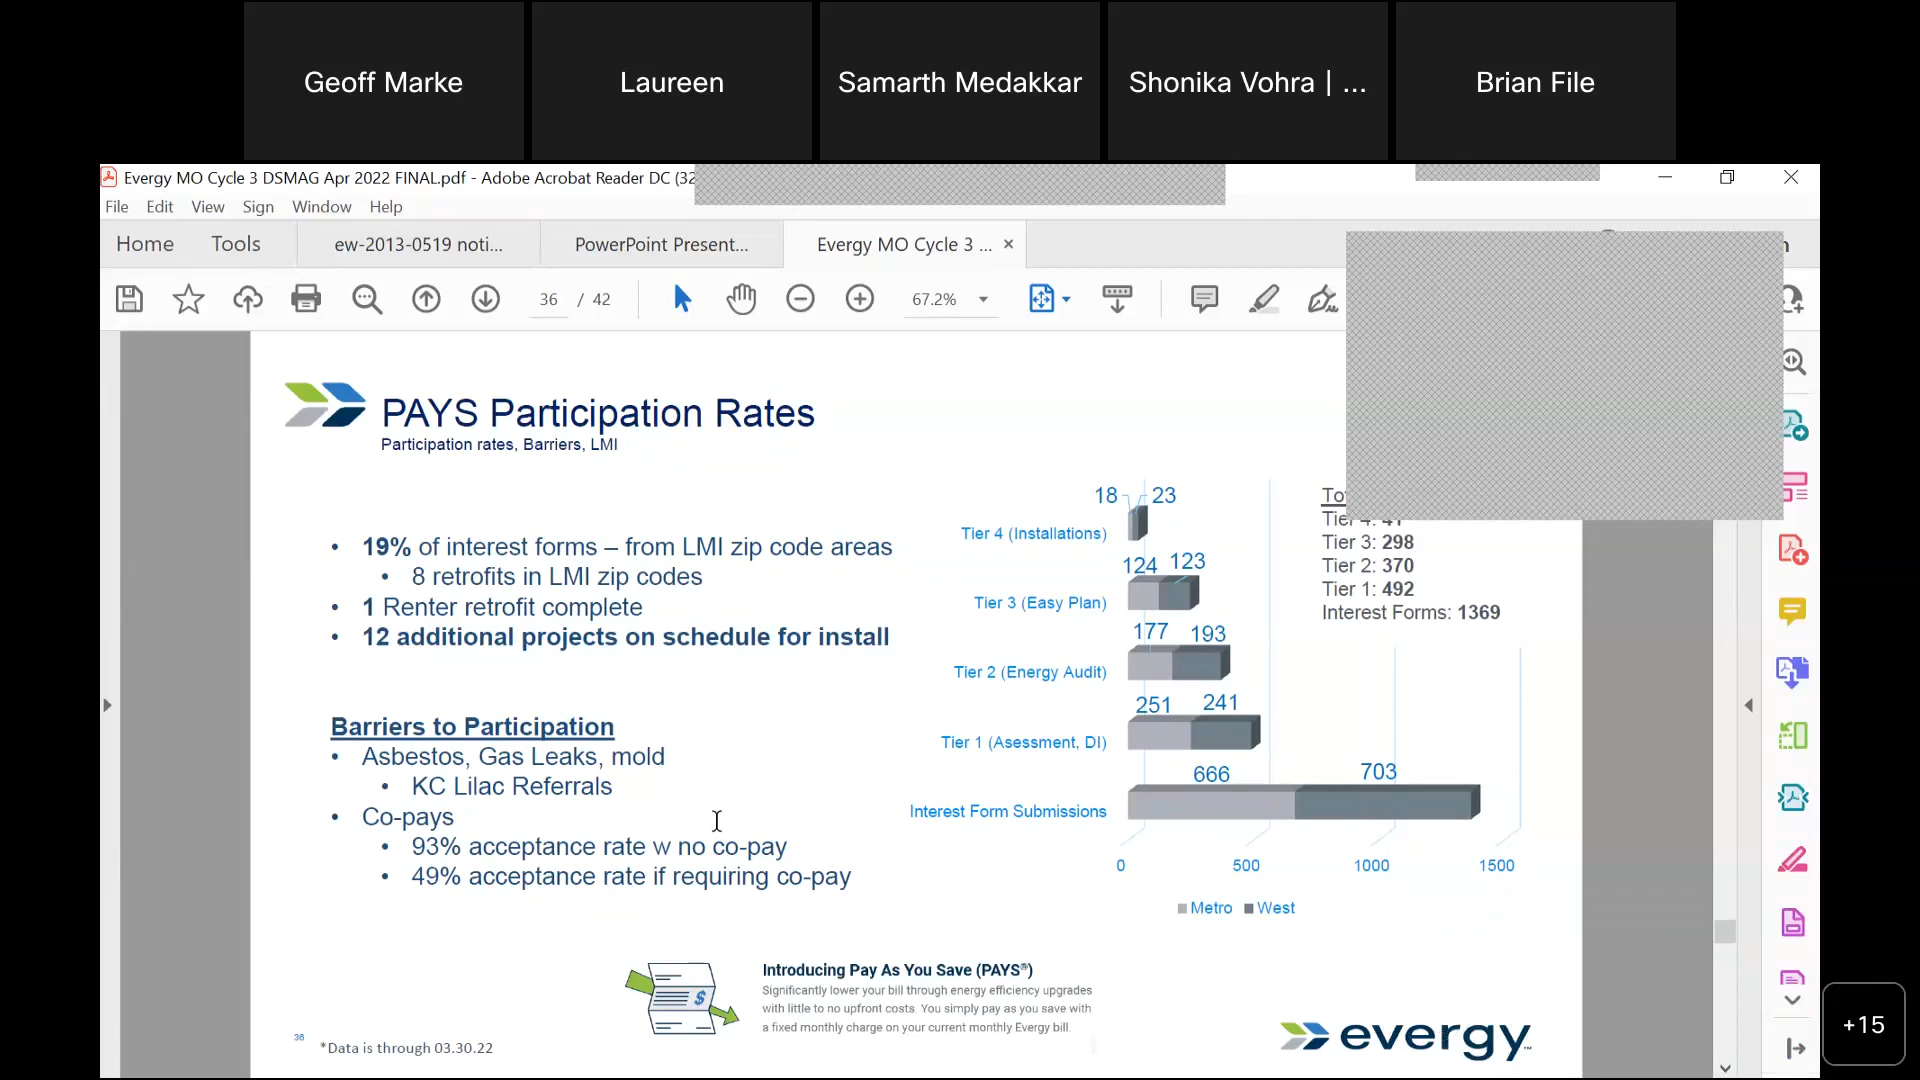 Geoff Marke
Laureen
Samarth Medakkar
Shonika Vohra | ...
Brian File
Evergy MO Cycle 3 DSMAG Apr 2022 FINAL.pdf - Adobe Acrobat Reader DC (32
File Edit View Sign Window Help
Home Tools ew-2013-0519 noti... PowerPoint Present... Evergy MO Cycle 3 ... ×
36 / 42 67.2%
PAYS Participation Rates
Participation rates, Barriers, LMI
• 19% of interest forms – from LMI zip code areas
• 8 retrofits in LMI zip codes
• 1 Renter retrofit complete
• 12 additional projects on schedule for install
Barriers to Participation
• Asbestos, Gas Leaks, mold
• KC Lilac Referrals
• Co-pays
• 93% acceptance rate w no co-pay
• 49% acceptance rate if requiring co-pay
18 23
Tier 4 (Installations)
124 123
Tier 3 (Easy Plan)
177 193
Tier 2 (Energy Audit)
251 241
Tier 1 (Asessment, DI)
666 703
Interest Form Submissions
0 500 1000 1500
Metro West
Tier 3: 298
Tier 2: 370
Tier 1: 492
Interest Forms: 1369
Introducing Pay As You Save (PAYS®)
Significantly lower your bill through energy efficiency upgrades
with little to no upfront costs. You simply pay as you save with
a fixed monthly charge on your current monthly Evergy bill.
$
evergy
36
*Data is through 03.30.22
+15